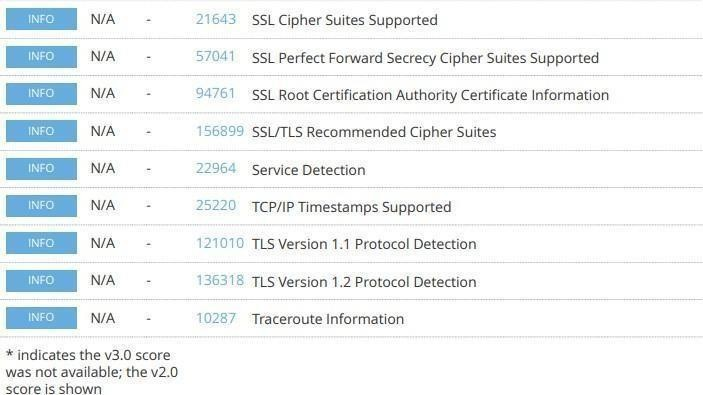 INFO N/A - 21643 SSL Cipher Suites Supported
INFO N/A - 57041 SSL Perfect Forward Secrecy Cipher Suites Supported
INFO N/A - 94761 SSL Root Certification Authority Certificate Information
INFO N/A - 156899 SSL/TLS Recommended Cipher Suites
INFO N/A - 22964 Service Detection
INFO N/A - 25220 TCP/IP Timestamps Supported
INFO N/A - 121010 TLS Version 1.1 Protocol Detection
INFO N/A - 136318 TLS Version 1.2 Protocol Detection
INFO N/A - 10287 Traceroute Information
* indicates the v3.0 score
was not available; the v2.0
score is shown